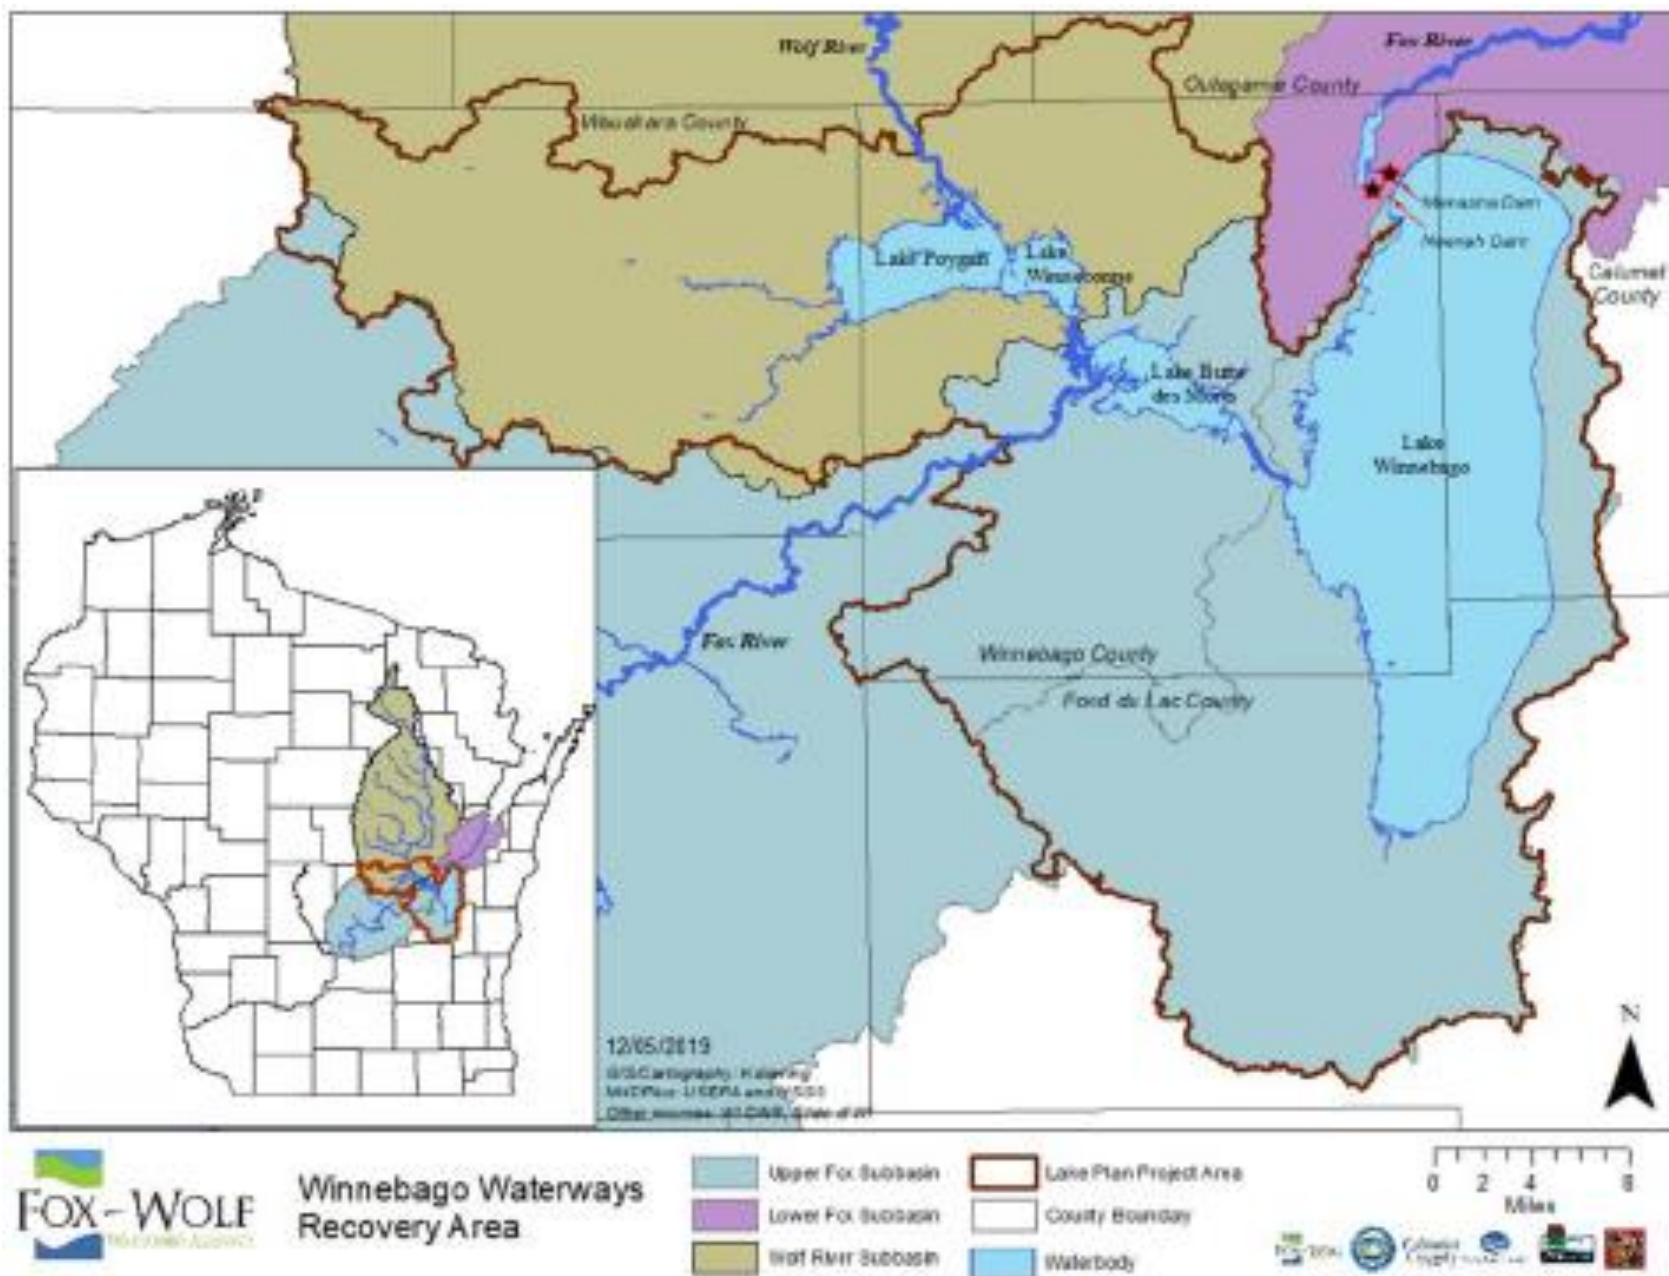 Wolf River
Fox River
Outagamie County
Waushara County
Menasha Dam
Neenah Dam
Lake Poygan
Lake
Winneconne
Calumet
County
Lake Butte
des Morts
Lake
Winnebago
Fox River
Winnebago County
Fond du Lac County
N
12/05/2019
FOX-WOLF
Winnebago Waterways
Recovery Area
Upper Fox Subbasin
Lower Fox Subbasin
Wolf River Subbasin
Lake Plan Project Area
County Boundary
Waterbody
0 2 4 8
Miles